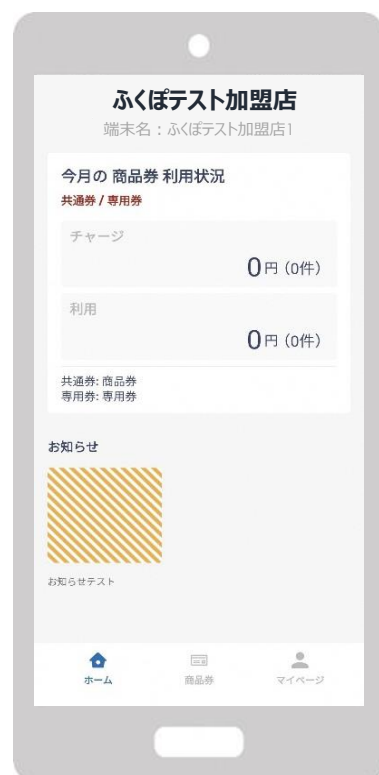 ふくぽテスト加盟店
端末名：ふくぽテスト加盟店1
今月の 商品券 利用状況
共通券 / 専用券
チャージ
0円（0件）
利用
0円（0件）
共通券: 商品券
専用券: 専用券
お知らせ
お知らせテスト
ホーム 商品券 マイページ